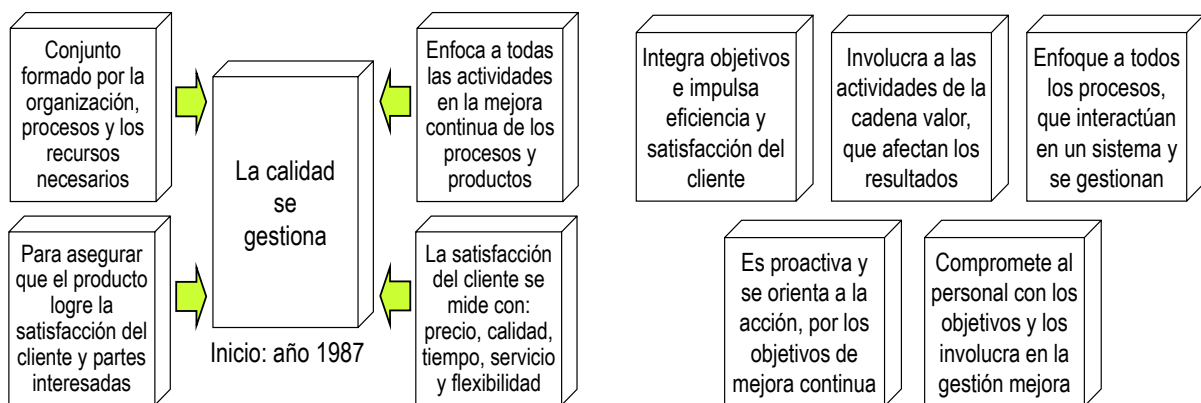 Conjunto
formado por la
organización,
procesos y los
recursos
necesarios
Para asegurar
que el producto
logre la
satisfacción del
cliente y partes
interesadas
La calidad
se
gestiona
Inicio: año 1987
Enfoca a todas
las actividades
en la mejora
continua de los
procesos y
productos
La satisfacción
del cliente se
mide con:
precio, calidad,
tiempo, servicio
y flexibilidad
Integra objetivos
e impulsa
eficiencia y
satisfacción del
cliente
Involucra a las
actividades de la
cadena valor,
que afectan los
resultados
Enfoque a todos
los procesos,
que interactúan
en un sistema y
se gestionan
Es proactiva y
se orienta a la
acción, por los
objetivos de
mejora continua
Compromete al
personal con los
objetivos y los
involucra en la
gestión mejora